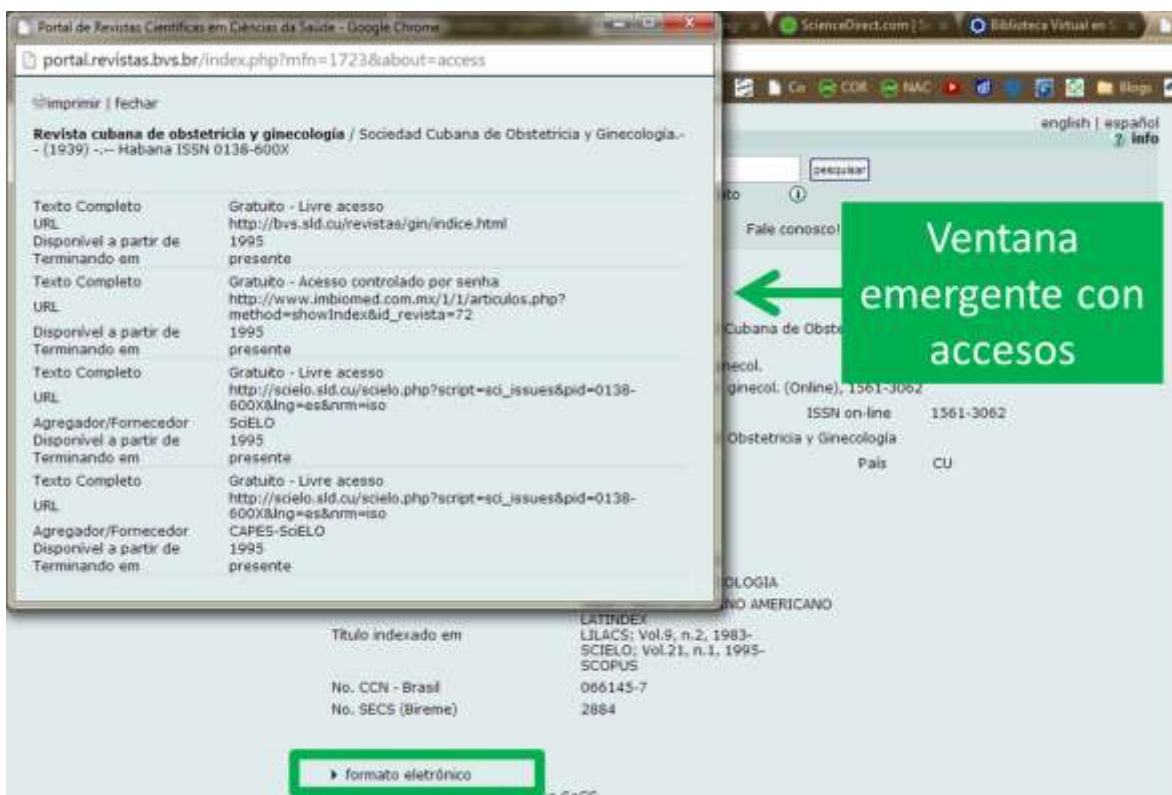 Portal de Revistas Científicas em Ciências da Saúde - Google Chrome
portal.revistas.bvs.br/index.php?mfn=1723&about=access
imprimir | fechar
Revista cubana de obstetricia y ginecología / Sociedad Cubana de Obstetricia y Ginecología.-
- (1939) -.-- Habana ISSN 0138-600X
Texto Completo Gratuito - Livre acesso
URL http://bvs.sld.cu/revistas/gin/indice.html
Disponível a partir de 1995
Terminando em presente
Texto Completo Gratuito - Acesso controlado por senha
URL http://www.imbiomed.com.mx/1/1/articulos.php?
method=showIndex&id_revista=72
Disponível a partir de 1995
Terminando em presente
Texto Completo Gratuito - Livre acesso
URL http://scielo.sld.cu/scielo.php?script=sci_issues&pid=0138-
600X&lng=es&nrm=iso
Agregador/Fornecedor SciELO
Disponível a partir de 1995
Terminando em presente
Texto Completo Gratuito - Livre acesso
URL http://scielo.sld.cu/scielo.php?script=sci_issues&pid=0138-
600X&lng=es&nrm=iso
Agregador/Fornecedor CAPES-SciELO
Disponível a partir de 1995
Terminando em presente
ScienceDirect.com
Biblioteca Virtual en
COR NAC Blogs
english | español
info
pesquisar
Fale conosco!
Ventana
emergente con
accesos
Cubana de
ginecol. (Online), 1561-3062
ISSN on-line 1561-3062
Obstetricia y Ginecología
País CU
AMERICANO
LATINDEX
Título indexado em LILACS; Vol.9, n.2, 1983-
SCIELO; Vol.21, n.1, 1995-
SCOPUS
No. CCN - Brasil 066145-7
No. SECS (Bireme) 2884
formato eletrônico